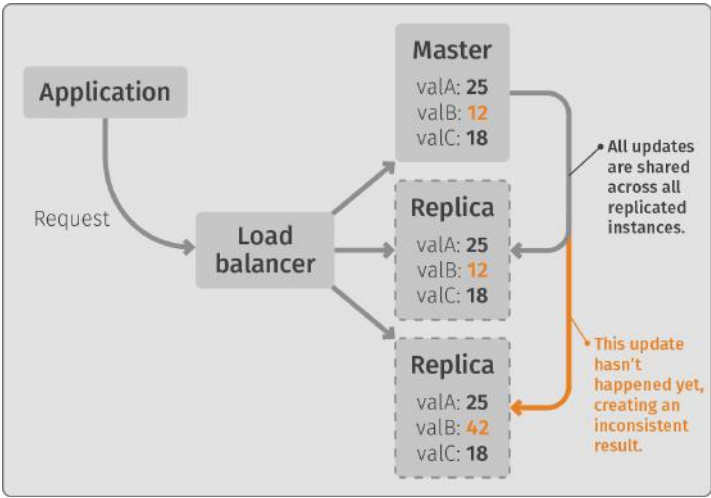 Application
Request
Load
balancer
Master
valA: 25
valB: 12
valC: 18
Replica
valA: 25
valB: 12
valC: 18
Replica
valA: 25
valB: 42
valC: 18
All updates
are shared
across all
replicated
instances.
This update
hasn't
happened yet,
creating an
inconsistent
result.